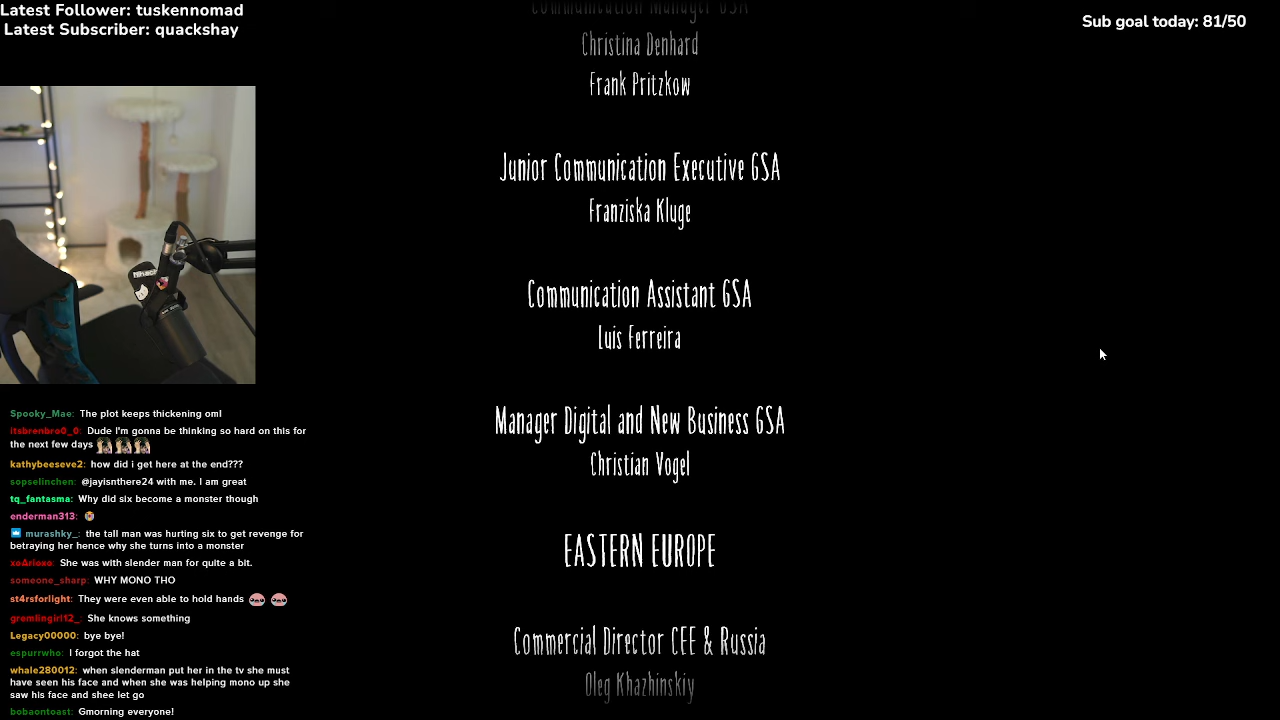 Latest Follower: tuskennomad
Latest Subscriber: quackshay
Sub goal today: 81/50
Communication Manager GSA
Christina Denhard
Frank Pritzkow
Junior Communication Executive GSA
Franziska Kluge
Communication Assistant GSA
Luis Ferreira
Manager Digital and New Business GSA
Christian Vogel
EASTERN EUROPE
Commercial Director CEE & Russia
Oleg Khazhinskiy
Spooky_Mae: The plot keeps thickening oml
itsbrenbro0_0: Dude I'm gonna be thinking so hard on this for
the next few days
kathybeeseve2: how did i get here at the end???
sopselinchen: @jayisnthere24 with me. I am great
tq_fantasma: Why did six become a monster though
enderman313:
murashky_: the tall man was hurting six to get revenge for
betraying her hence why she turns into a monster
xoArioxo: She was with slender man for quite a bit.
someone_sharp: WHY MONO THO
st4rsforlight: They were even able to hold hands
gremlingirl12_: She knows something
Legacy00000: bye bye!
espurrwho: I forgot the hat
whale280012: when slenderman put her in the tv she must
have seen his face and when she was helping mono up she
saw his face and shee let go
bobaontoast: Gmorning everyone!